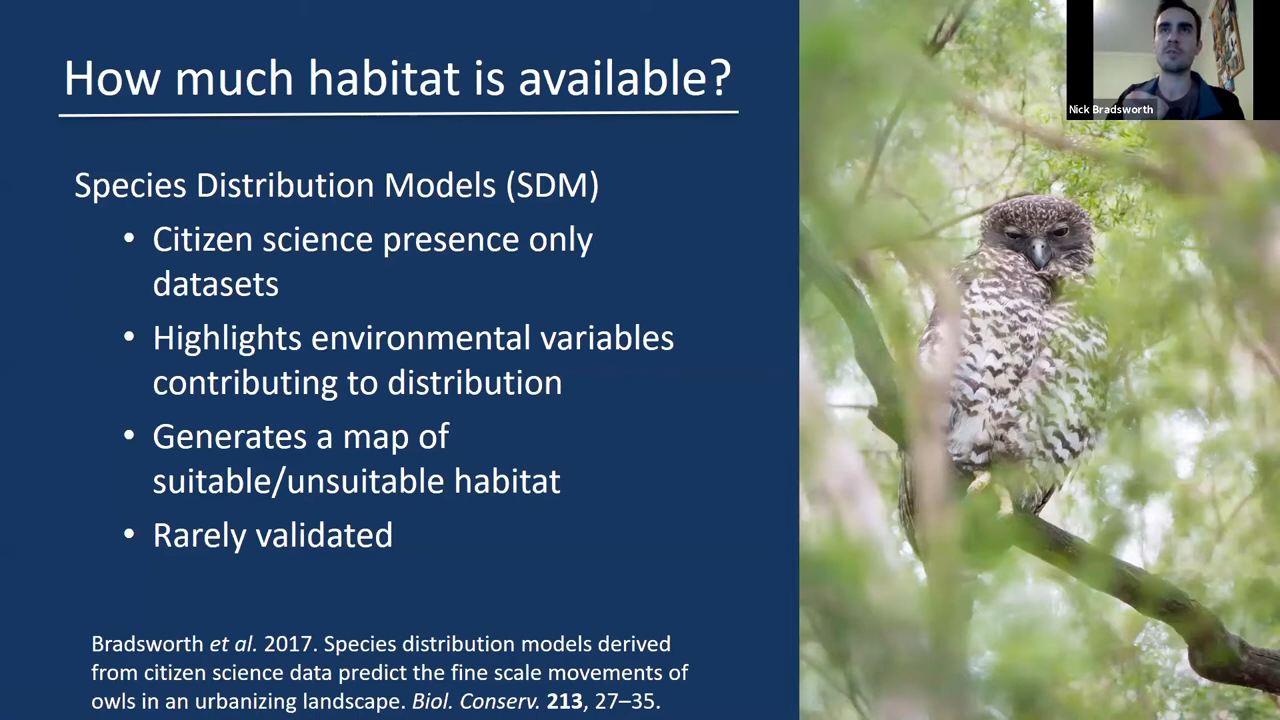 How much habitat is available?
Species Distribution Models (SDM)
• Citizen science presence only
datasets
• Highlights environmental variables
contributing to distribution
• Generates a map of
suitable/unsuitable habitat
• Rarely validated
Bradsworth et al. 2017. Species distribution models derived
from citizen science data predict the fine scale movements of
owls in an urbanizing landscape. Biol. Conserv. 213, 27–35.
Nick Bradsworth